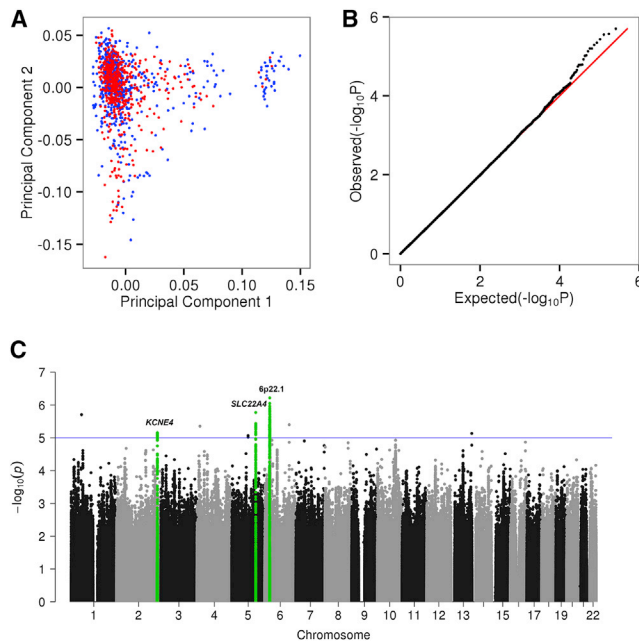 A
0.05
0.00
-0.05
-0.10
-0.15
Principal Component 2
0.00 0.05 0.10 0.15
Principal Component 1
B
6
4
2
0
Observed(-log10P)
0 2 4 6
Expected(-log10P)
C
7
6
5
4
3
2
1
0
−log10(p)
KCNE4
SLC22A4
6p22.1
1 2 3 4 5 6 7 8 9 10 11 12 13 15 17 19 22
Chromosome